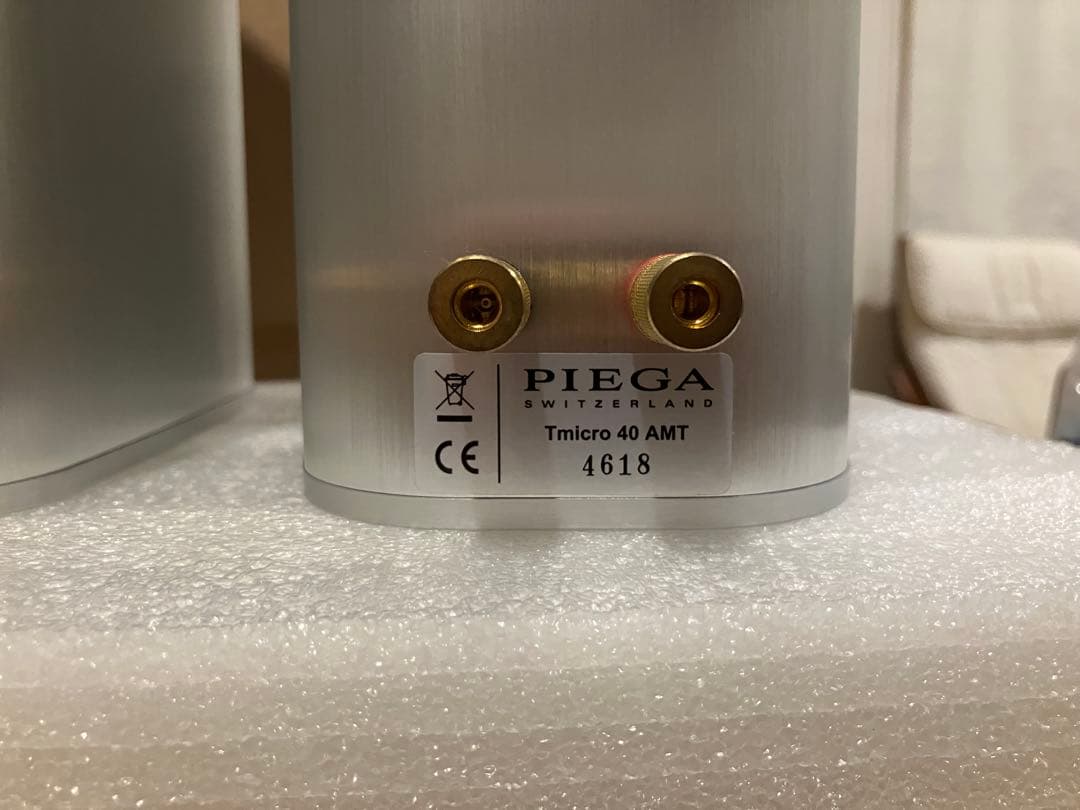 PIEGA
SWITZERLAND
Tmicro 40 AMT
4618
CE